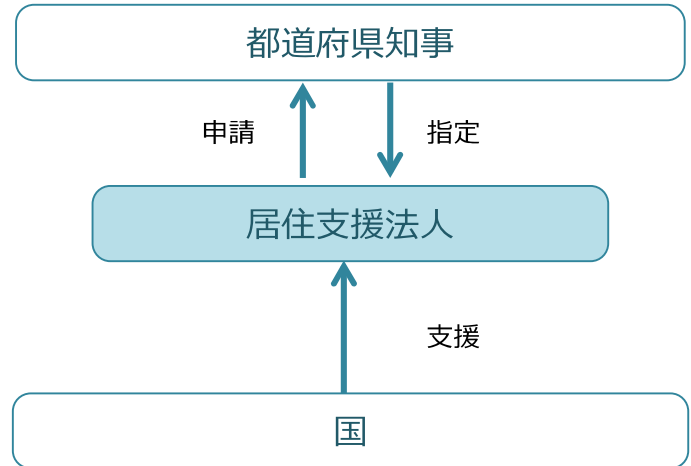 都道府県知事
申請
指定
居住支援法人
支援
国